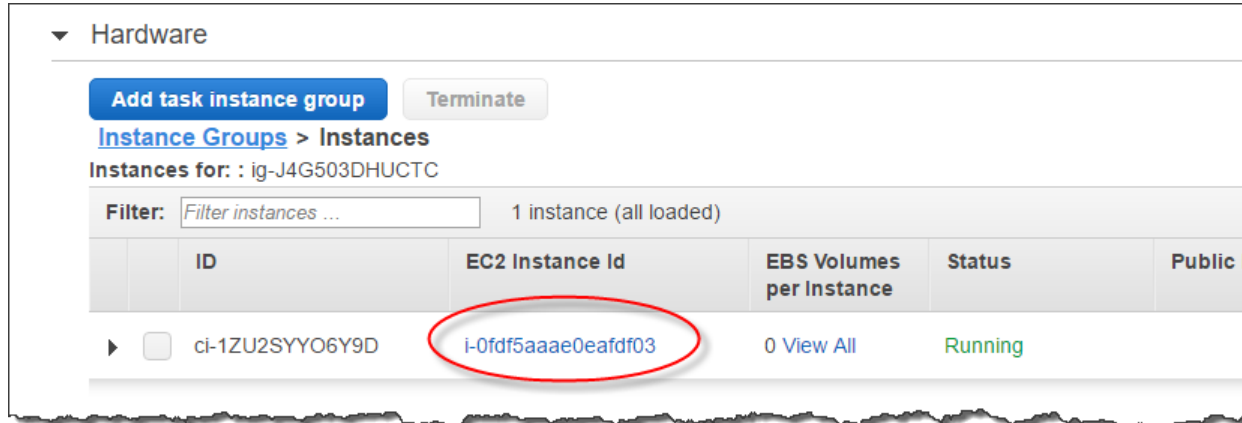 Hardware
Add task instance group Terminate
Instance Groups > Instances
Instances for: : ig-J4G503DHUCTC
Filter: Filter instances ... 1 instance (all loaded)
ID EC2 Instance Id EBS Volumes per Instance Status Public
ci-1ZU2SYYO6Y9D i-0fdf5aaae0eafdf03 0 View All Running